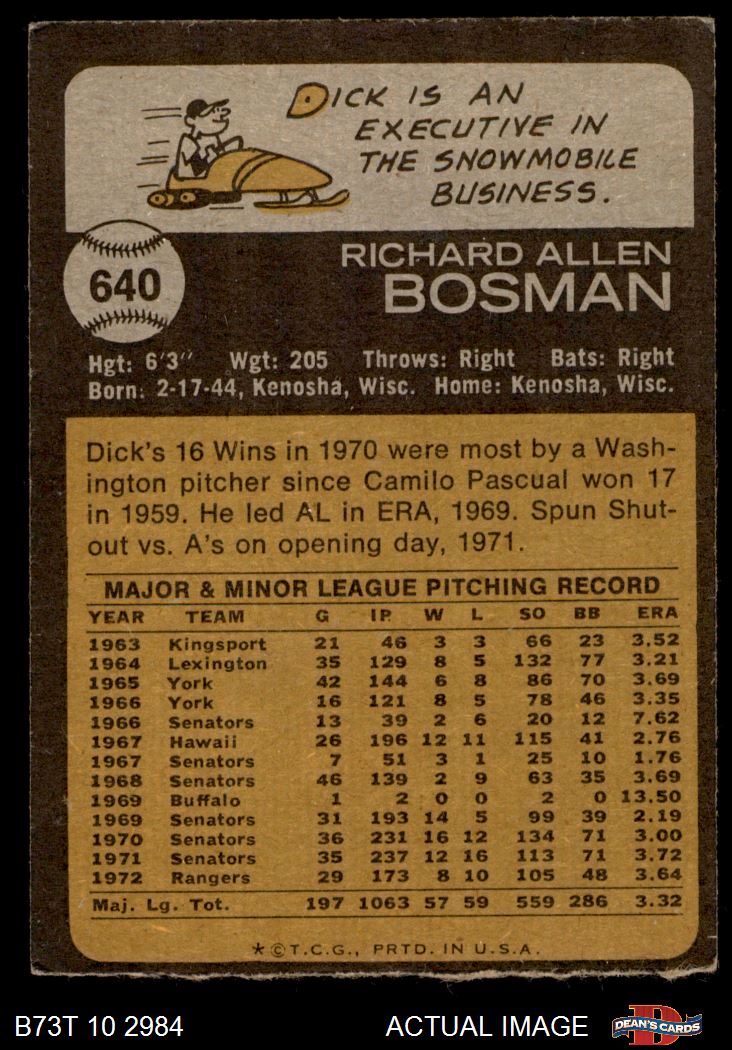 DICK IS AN
EXECUTIVE IN
THE SNOWMOBILE
BUSINESS.
640
RICHARD ALLEN
BOSMAN
Hgt: 6'3" Wgt: 205 Throws: Right Bats: Right
Born: 2-17-44, Kenosha, Wisc. Home: Kenosha, Wisc.
Dick's 16 Wins in 1970 were most by a Wash-
ington pitcher since Camilo Pascual won 17
in 1959. He led AL in ERA, 1969. Spun Shut-
out vs. A's on opening day, 1971.
MAJOR & MINOR LEAGUE PITCHING RECORD
YEAR TEAM G IP W L SO BB ERA
1963 Kingsport 21 46 3 3 66 23 3.52
1964 Lexington 35 129 8 5 132 77 3.21
1965 York 42 144 6 8 86 70 3.69
1966 York 16 121 8 5 78 46 3.35
1966 Senators 13 39 2 6 20 12 7.62
1967 Hawaii 26 196 12 11 115 41 2.76
1967 Senators 7 51 3 1 25 10 1.76
1968 Senators 46 139 2 9 63 35 3.69
1969 Buffalo 1 2 0 0 2 0 13.50
1969 Senators 31 193 14 5 99 39 2.19
1970 Senators 36 231 16 12 134 71 3.00
1971 Senators 35 237 12 16 113 71 3.72
1972 Rangers 29 173 8 10 105 48 3.64
Maj. Lg. Tot. 197 1063 57 59 559 286 3.32
*©T.C.G., PRTD. IN U.S.A.
B73T 10 2984 ACTUAL IMAGE
D
DEAN'S CARDS